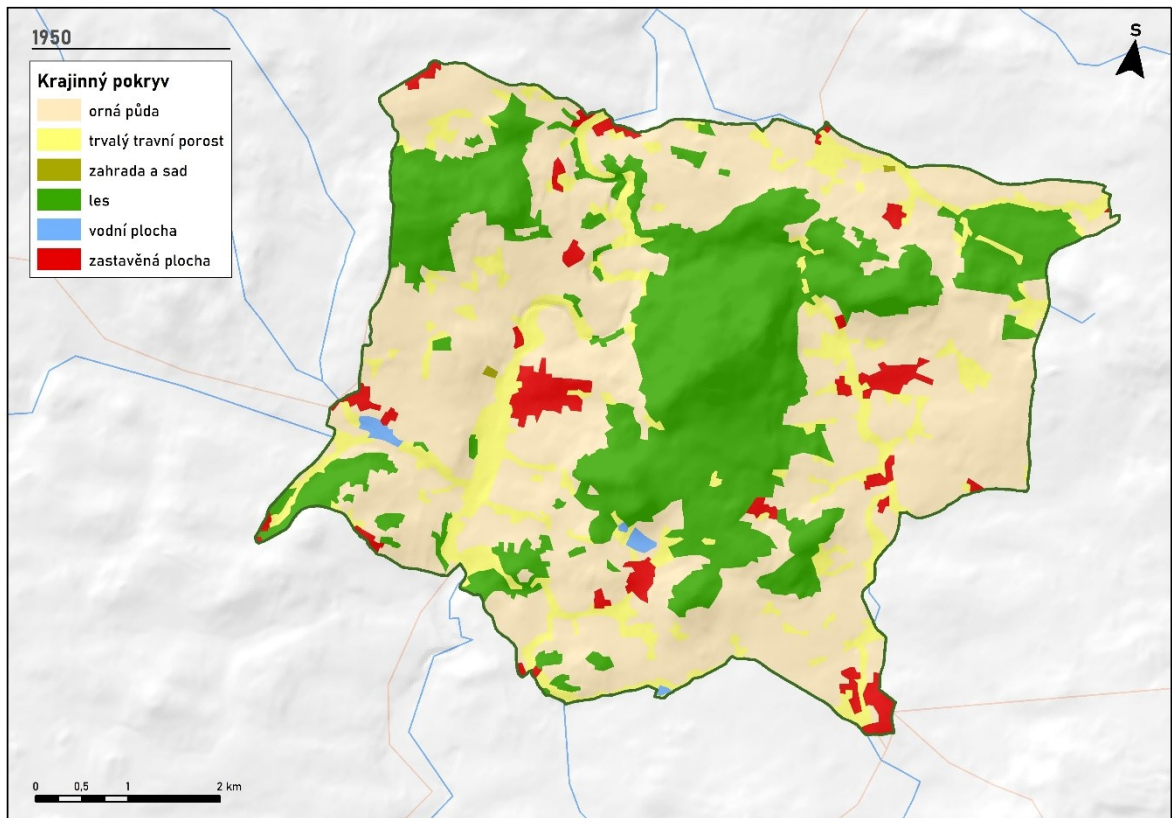 1950
S
Krajinný pokryv
orná půda
trvalý travní porost
zahrada a sad
les
vodní plocha
zastavěná plocha
0 0,5 1 2 km